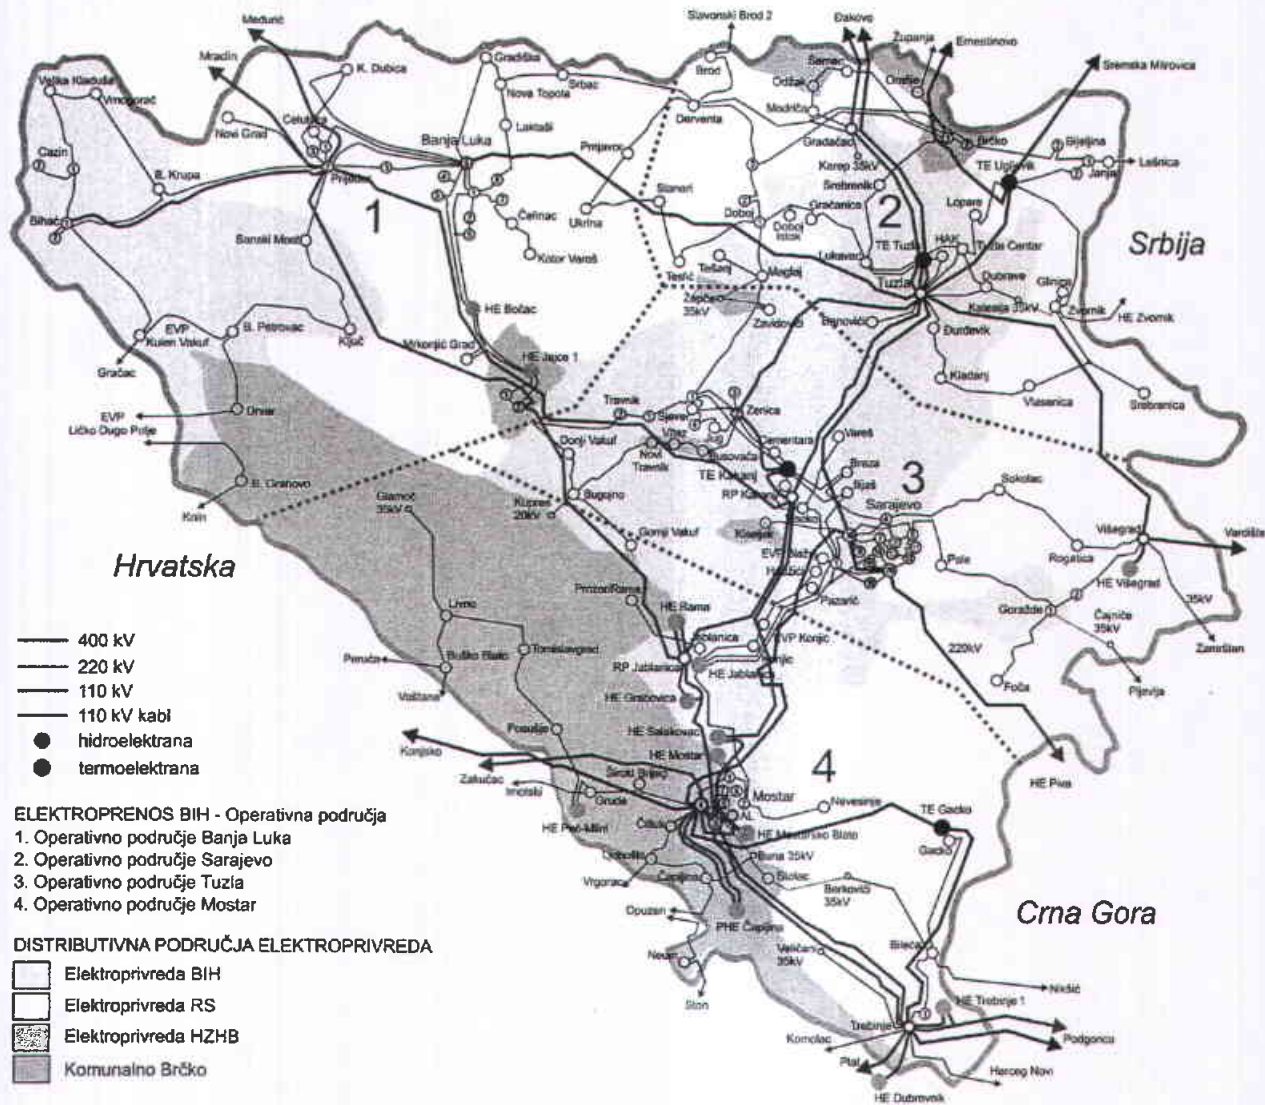 Međurić
Mraclin
Slavonski Brod 2
Đakovo
Županja
Ernestinovo
Sremska Mitrovica
K. Dubica
Gradiška
Nova Topola
Srbac
Brod
Odžak
Šamac
Orašje
Velika Kladuša
Vrnograč
Novi Grad
Laktaši
Derventa
Modriča
Gradačac
Brčko
Bijeljina
Lešnica
Janja
Cazin
B. Krupa
Prijedor
Banja Luka
Prnjavor
Stanari
Ukrina
Kerep 35kV
Srebrenik
TE Ugljevik
Lopare
Bihać
1
Sanski Most
Čelinac
Kotor Varoš
Doboj
Doboj Istok
Gračanica
2
TE Tuzla
HAK
Tuzla Centar
Srbija
Lukavac
Tuzla
Dubrave
Kalesija 35kV
Glinica
Zvornik
HE Zvornik
Teslić
Tešanj
Maglaj
Žepče 35kV
Zavidovići
Banovići
Đurđevik
HE Bočac
EVP Kulen Vakuf
B. Petrovac
Ključ
Mrkonjić Grad
HE Jajce 1
Gračac
Kladanj
Vlasenica
Srebrenica
Drvar
EVP
Ličko Dugo Polje
Travnik
Sjever
Zenica
Donji Vakuf
Novi Travnik
Vitez
Jug
Busovača
Cementara
Vareš
TE Kakanj
Breza
Ilijaš
3
B. Grahovo
Knin
Glamoč 35kV
Kupres 20kV
Bugojno
RP Kakanj
Sarajevo
Sokolac
Višegrad
Vardište
Gornji Vakuf
Kiseljak
Hrvatska
Pale
Rogatica
HE Višegrad
Prozor/Rama
HE Rama
Pazarić
Goražde
Čajniče 35kV
35kV
Zamršten
Livno
Peruća
Buško Blato
Tomislavgrad
Jablanica
EVP Konjic
Konjic
RP Jablanica
HE Jablanica
220kV
Foča
Pljevlja
HE Grabovica
Posušje
HE Salakovac
HE Mostar
Konjsko
Zakučac
Imotski
Široki Brijeg
Grude
HE Peć-Mlini
4
HE Piva
Mostar
Nevesinje
TE Gacko
Gacko
AL
Čitluk
HE Mostarsko Blato
Ljubuški
Vrgorac
Čapljina
Buna 35kV
Stolac
Berkovići 35kV
Opuzen
PHE Čapljina
Crna Gora
Neum
Ston
Veličani 35kV
Bileća
Nikšić
HE Trebinje 1
Trebinje
Komolac
Plat
Podgorica
Herceg Novi
HE Dubrovnik
400 kV
220 kV
110 kV
110 kV kabl
hidroelektrana
termoelektrana
ELEKTROPRENOS BIH - Operativna područja
1. Operativno područje Banja Luka
2. Operativno područje Sarajevo
3. Operativno područje Tuzla
4. Operativno područje Mostar
DISTRIBUTIVNA PODRUČJA ELEKTROPRIVREDA
Elektroprivreda BIH
Elektroprivreda RS
Elektroprivreda HZHB
Komunalno Brčko